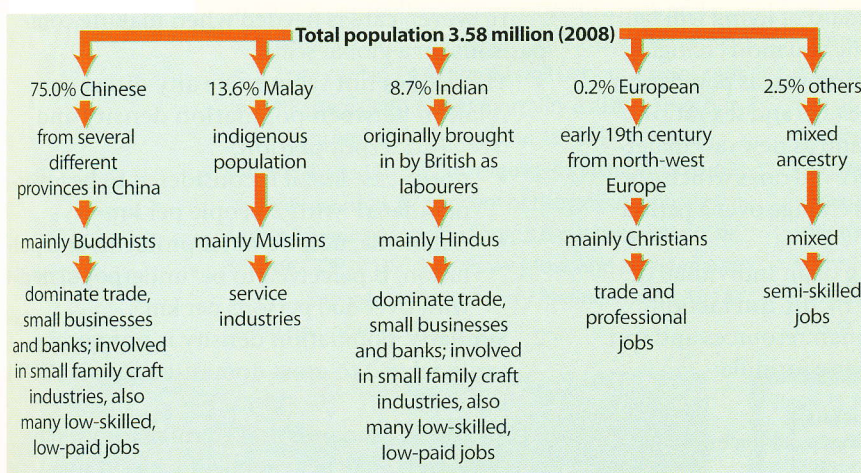 Total population 3.58 million (2008)
75.0% Chinese
from several
different
provinces in China
mainly Buddhists
dominate trade,
small businesses
and banks; involved
in small family craft
industries, also
many low-skilled,
low-paid jobs
13.6% Malay
indigenous
population
mainly Muslims
service
industries
8.7% Indian
originally brought
in by British as
labourers
mainly Hindus
dominate trade,
small businesses
and banks; involved
in small family craft
industries, also
many low-skilled,
low-paid jobs
0.2% European
early 19th century
from north-west
Europe
mainly Christians
trade and
professional
jobs
2.5% others
mixed
ancestry
mixed
semi-skilled
jobs